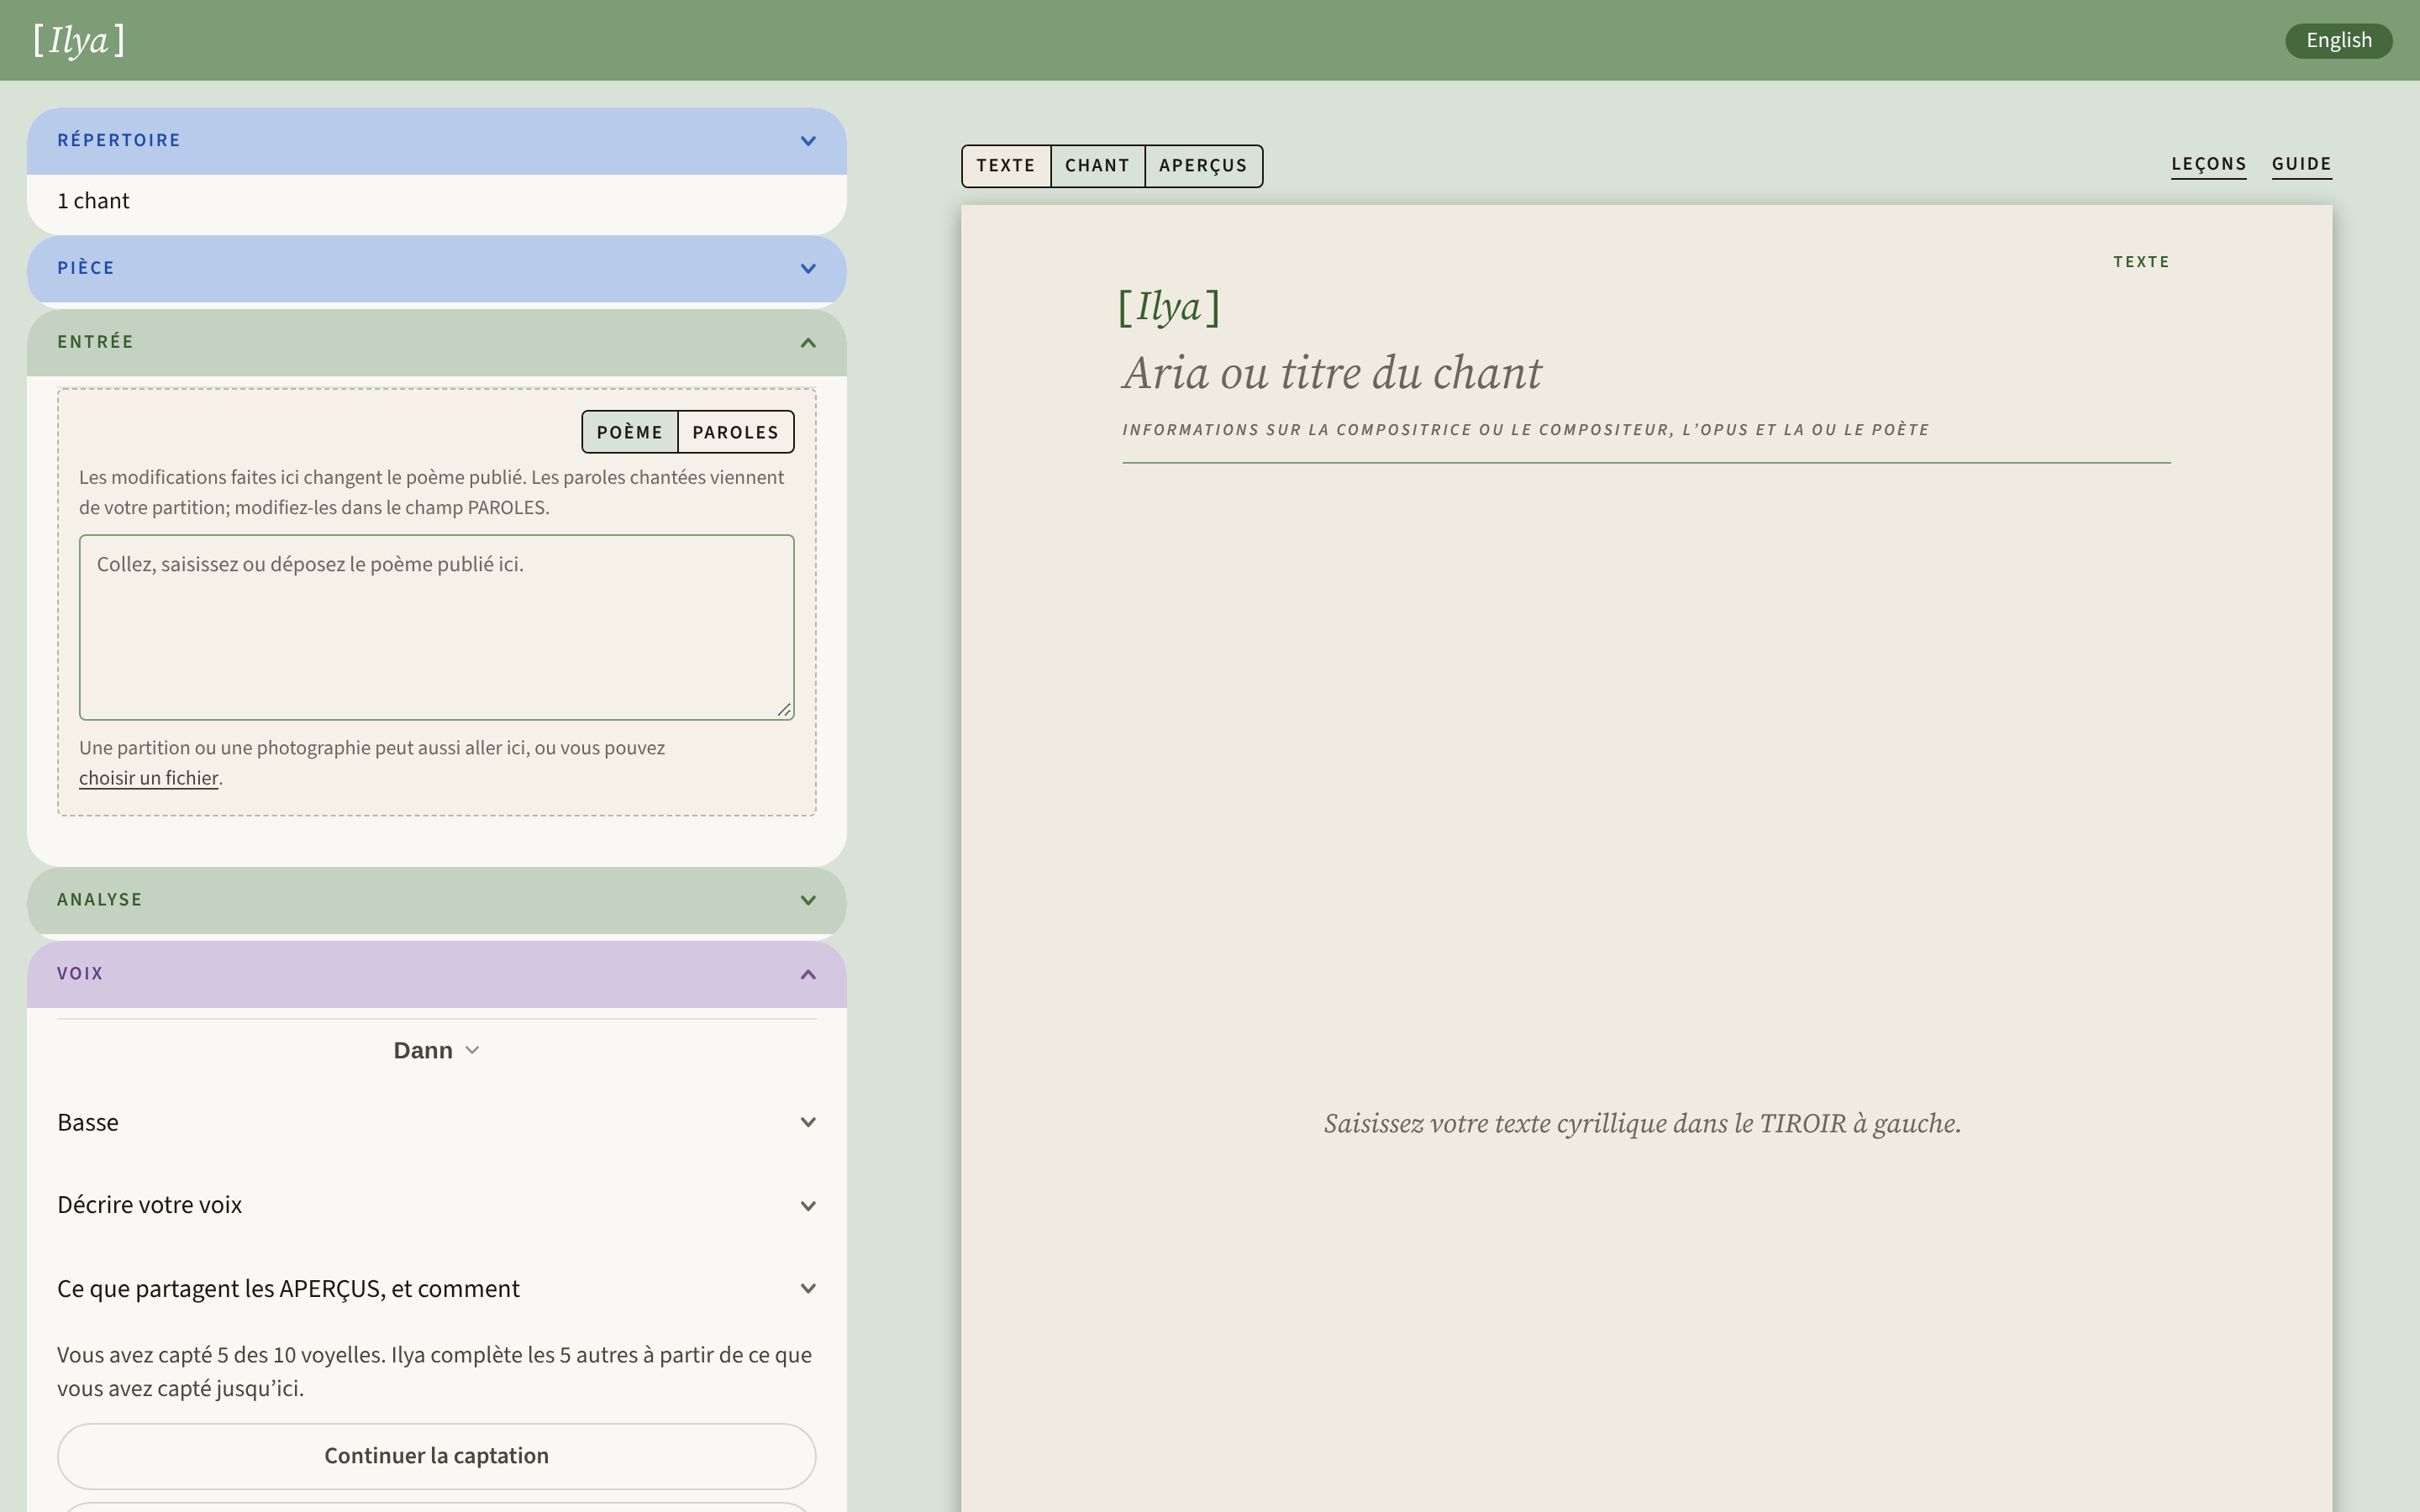 [Ilya]
English
RÉPERTOIRE
1 chant
PIÈCE
ENTRÉE
POÈME PAROLES
Les modifications faites ici changent le poème publié. Les paroles chantées viennent
de votre partition; modifiez-les dans le champ PAROLES.
Collez, saisissez ou déposez le poème publié ici.
Une partition ou une photographie peut aussi aller ici, ou vous pouvez
choisir un fichier.
ANALYSE
VOIX
Dann
Basse
Décrire votre voix
Ce que partagent les APERÇUS, et comment
Vous avez capté 5 des 10 voyelles. Ilya complète les 5 autres à partir de ce que
vous avez capté jusqu’ici.
Continuer la captation
TEXTE CHANT APERÇUS
LEÇONS GUIDE
TEXTE
[Ilya]
Aria ou titre du chant
INFORMATIONS SUR LA COMPOSITRICE OU LE COMPOSITEUR, L’OPUS ET LA OU LE POÈTE
Saisissez votre texte cyrillique dans le TIROIR à gauche.